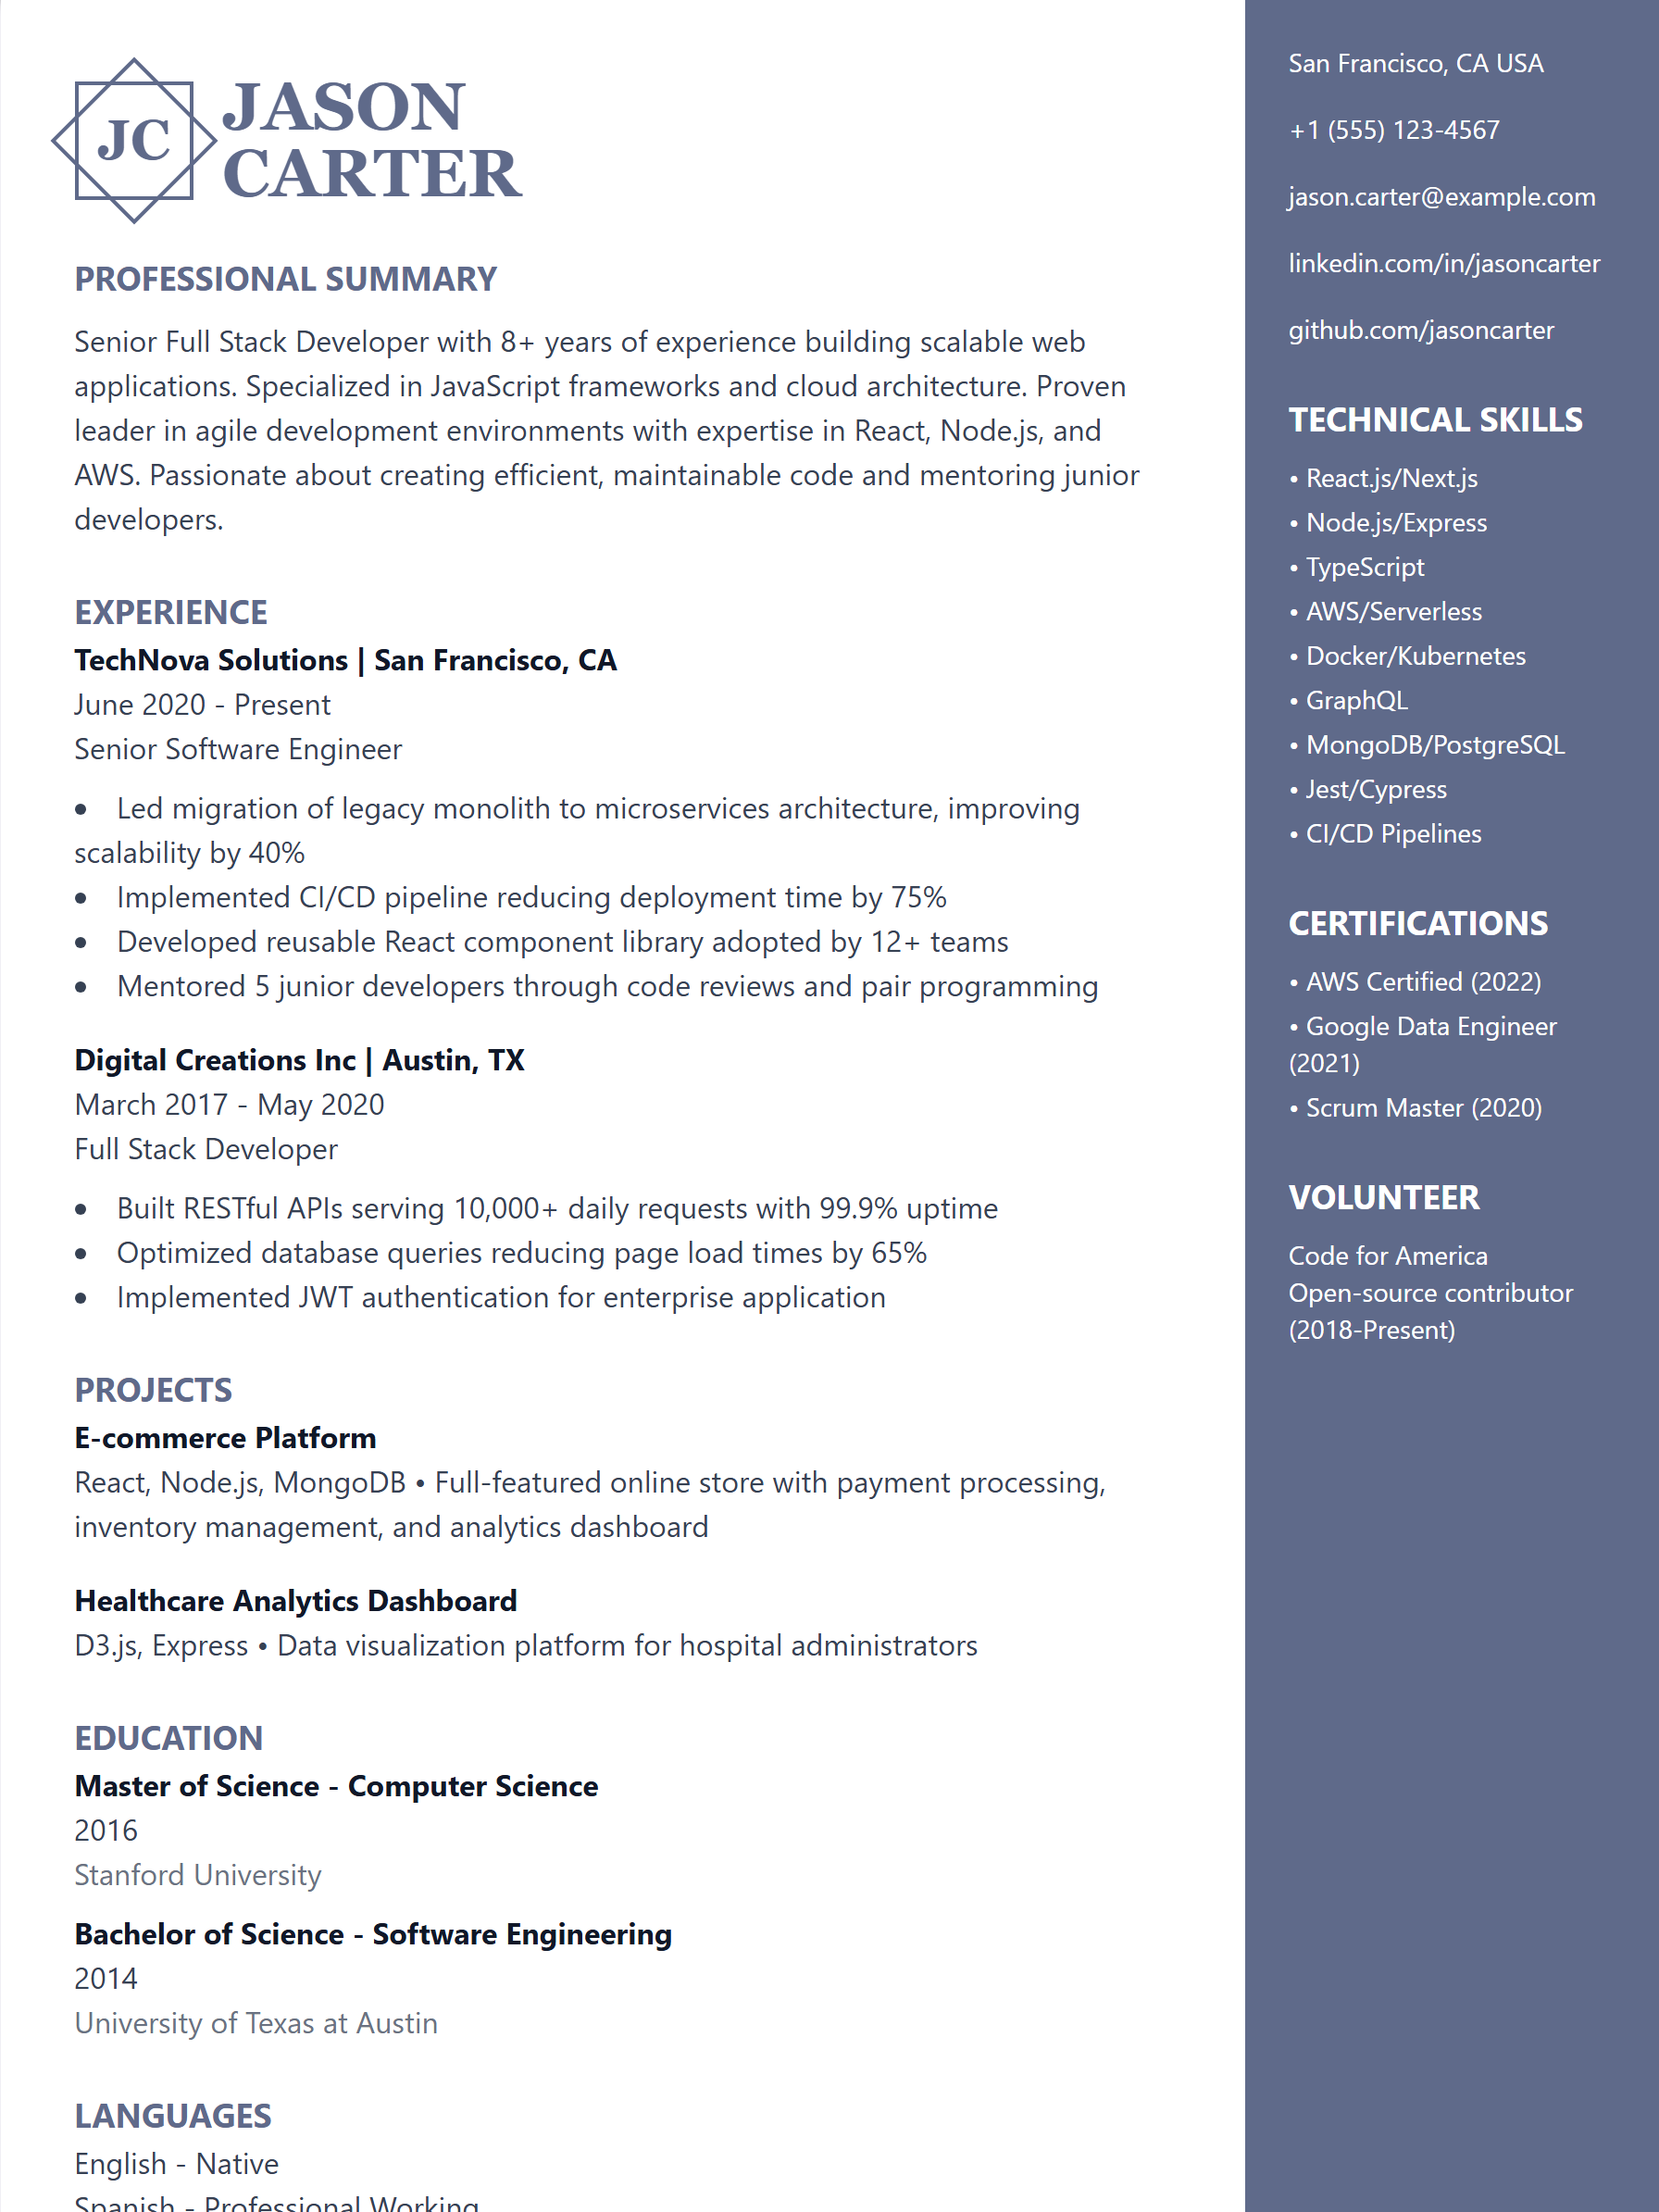 JC
JASON
CARTER
PROFESSIONAL SUMMARY
Senior Full Stack Developer with 8+ years of experience building scalable web
applications. Specialized in JavaScript frameworks and cloud architecture. Proven
leader in agile development environments with expertise in React, Node.js, and
AWS. Passionate about creating efficient, maintainable code and mentoring junior
developers.
EXPERIENCE
TechNova Solutions | San Francisco, CA
June 2020 - Present
Senior Software Engineer
• Led migration of legacy monolith to microservices architecture, improving
scalability by 40%
• Implemented CI/CD pipeline reducing deployment time by 75%
• Developed reusable React component library adopted by 12+ teams
• Mentored 5 junior developers through code reviews and pair programming
Digital Creations Inc | Austin, TX
March 2017 - May 2020
Full Stack Developer
• Built RESTful APIs serving 10,000+ daily requests with 99.9% uptime
• Optimized database queries reducing page load times by 65%
• Implemented JWT authentication for enterprise application
PROJECTS
E-commerce Platform
React, Node.js, MongoDB • Full-featured online store with payment processing,
inventory management, and analytics dashboard
Healthcare Analytics Dashboard
D3.js, Express • Data visualization platform for hospital administrators
EDUCATION
Master of Science - Computer Science
2016
Stanford University
Bachelor of Science - Software Engineering
2014
University of Texas at Austin
LANGUAGES
English - Native
Spanish - Professional Working
San Francisco, CA USA
+1 (555) 123-4567
jason.carter@example.com
linkedin.com/in/jasoncarter
github.com/jasoncarter
TECHNICAL SKILLS
• React.js/Next.js
• Node.js/Express
• TypeScript
• AWS/Serverless
• Docker/Kubernetes
• GraphQL
• MongoDB/PostgreSQL
• Jest/Cypress
• CI/CD Pipelines
CERTIFICATIONS
• AWS Certified (2022)
• Google Data Engineer
(2021)
• Scrum Master (2020)
VOLUNTEER
Code for America
Open-source contributor
(2018-Present)